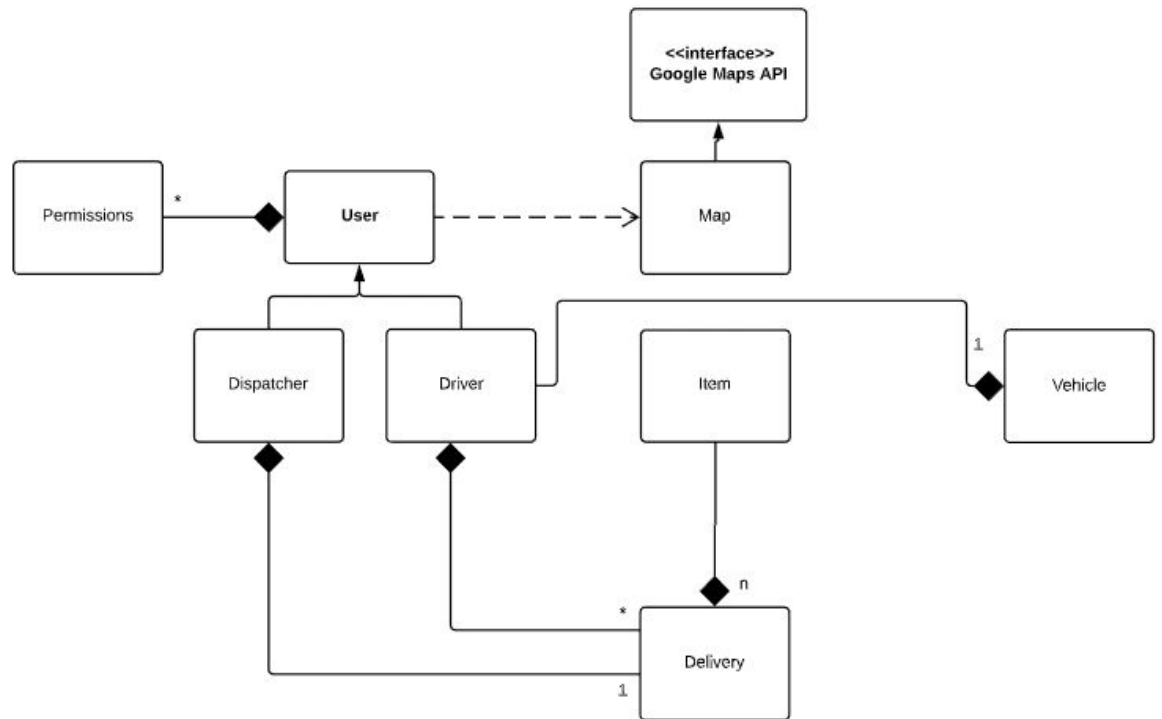 <<interface>>
Google Maps API
Permissions
*
User
Map
Dispatcher
Driver
Item
1
Vehicle
*
n
Delivery
1